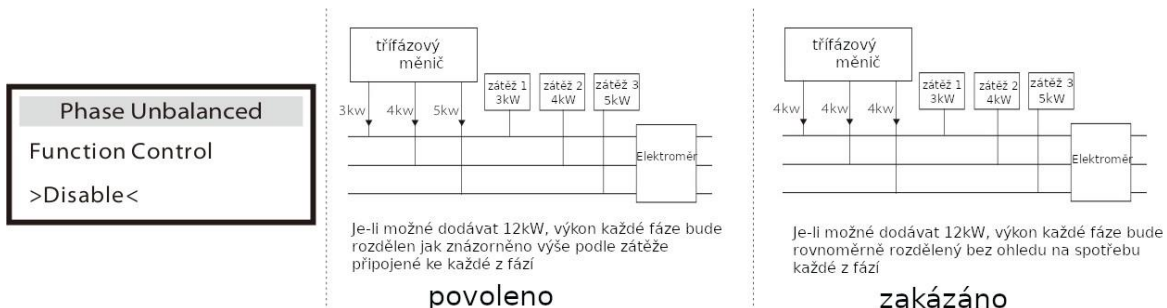 Phase Unbalanced
Function Control
>Disable<
třífázový
měnič
zátěž 1
3kW
zátěž 2
4kW
zátěž 3
5kW
3kw
4kw
5kw
Elektroměr
Je-li možné dodávat 12kW, výkon každé fáze bude
rozdělen jak znázorněno výše podle zátěže
připojené ke každé z fází
povoleno
třífázový
měnič
zátěž 1
3kW
zátěž 2
4kW
zátěž 3
5kW
4kw
4kw
4kw
Elektroměr
Je-li možné dodávat 12kW, výkon každé fáze bude
rovnoměrně rozdělený bez ohledu na spotřebu
každé z fází
zakázáno